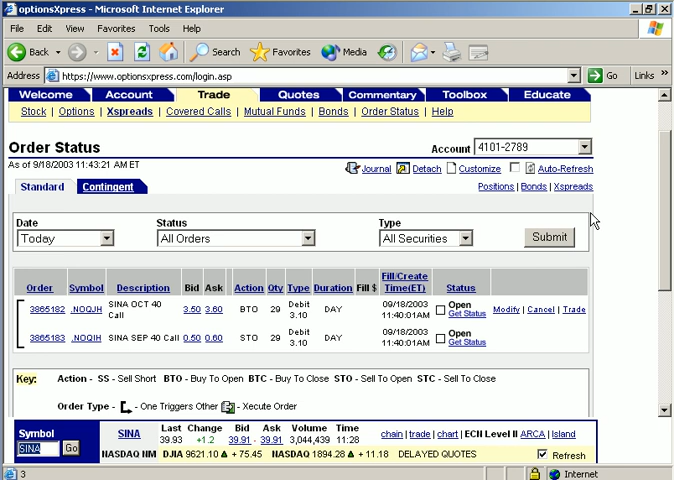 optionsXpress - Microsoft Internet Explorer
File Edit View Favorites Tools Help
Back Search Favorites Media
Address https://www.optionsxpress.com/login.asp Go Links »
Welcome Account Trade Quotes Commentary Toolbox Educate
Stock | Options | Xspreads | Covered Calls | Mutual Funds | Bonds | Order Status | Help
Order Status Account 4101-2789
As of 9/18/2003 11:43:21 AM ET
Journal Detach Customize Auto-Refresh
Standard Contingent Positions | Bonds | Xspreads
Date Status Type
Today All Orders All Securities Submit
Order Symbol Description Bid Ask Action Qty Type Duration Fill $ Fill/Create Time(ET) Status
3865182 .NOQJH SINA OCT 40 Call 3.50 3.60 BTO 29 Debit 3.10 DAY 09/18/2003 11:40:01AM Open Get Status Modify | Cancel | Trade
3865183 .NOQIH SINA SEP 40 Call 0.50 0.60 STO 29 Debit 3.10 DAY 09/18/2003 11:40:01AM Open Get Status
Key: Action - SS - Sell Short BTO - Buy To Open BTC - Buy To Close STO - Sell To Open STC - Sell To Close
Order Type - - One Triggers Other - Xecute Order
Symbol Last Change Bid Ask Volume Time
SINA 39.93 +1.2 39.91 - 39.91 3,044,439 11:28 chain | trade | chart | ECN Level II ARCA | Island
SINA Go NASDAQ NM DJIA 9621.10 ▲ + 75.45 NASDAQ 1894.28 ▲ + 11.18 DELAYED QUOTES Refresh
3 Internet